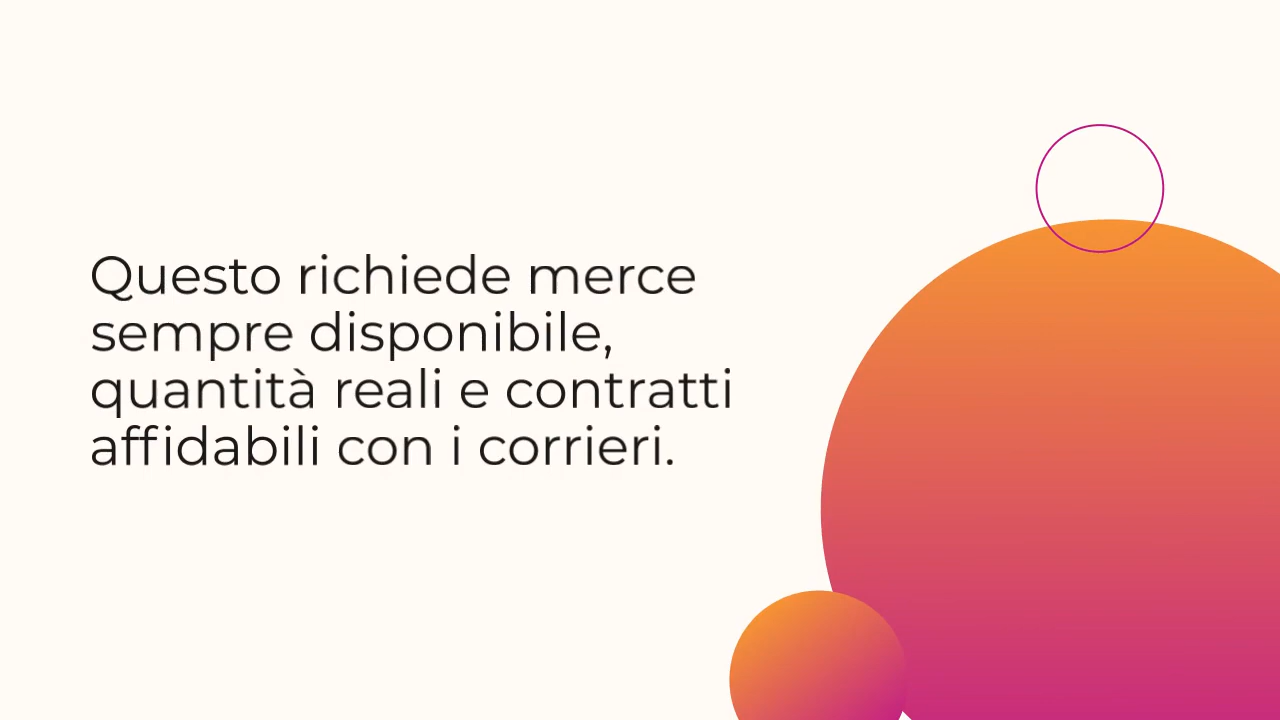 Questo richiede merce
sempre disponibile,
quantità reali e contratti
affidabili con i corrieri.